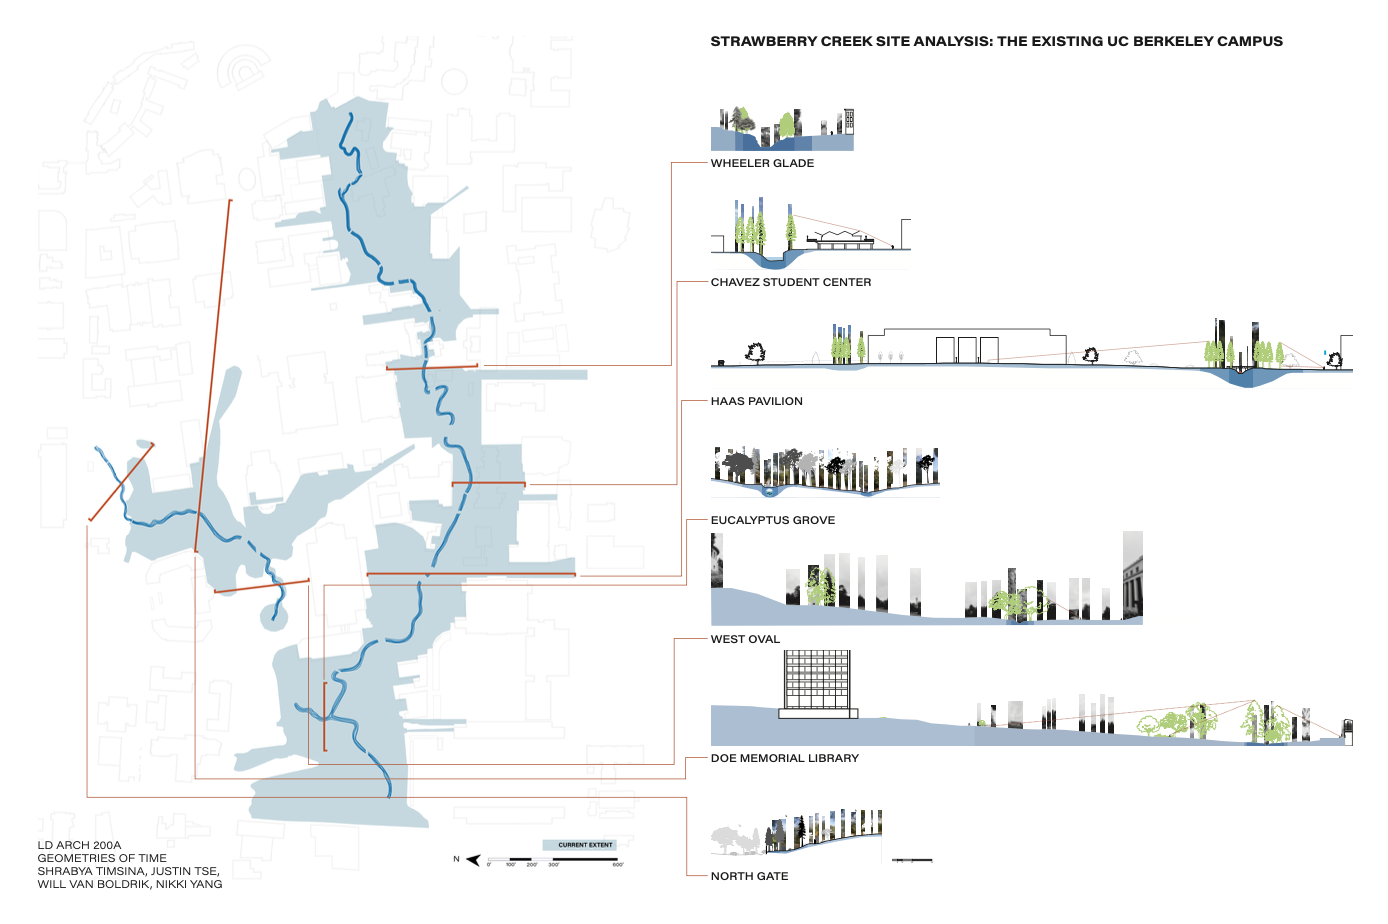 STRAWBERRY CREEK SITE ANALYSIS: THE EXISTING UC BERKELEY CAMPUS
WHEELER GLADE
CHAVEZ STUDENT CENTER
HAAS PAVILION
EUCALYPTUS GROVE
WEST OVAL
DOE MEMORIAL LIBRARY
NORTH GATE
LD ARCH 200A
GEOMETRIES OF TIME
SHRABYA TIMSINA, JUSTIN TSE,
WILL VAN BOLDRIK, NIKKI YANG
CURRENT EXTENT
N
0' 100' 200' 300' 600'